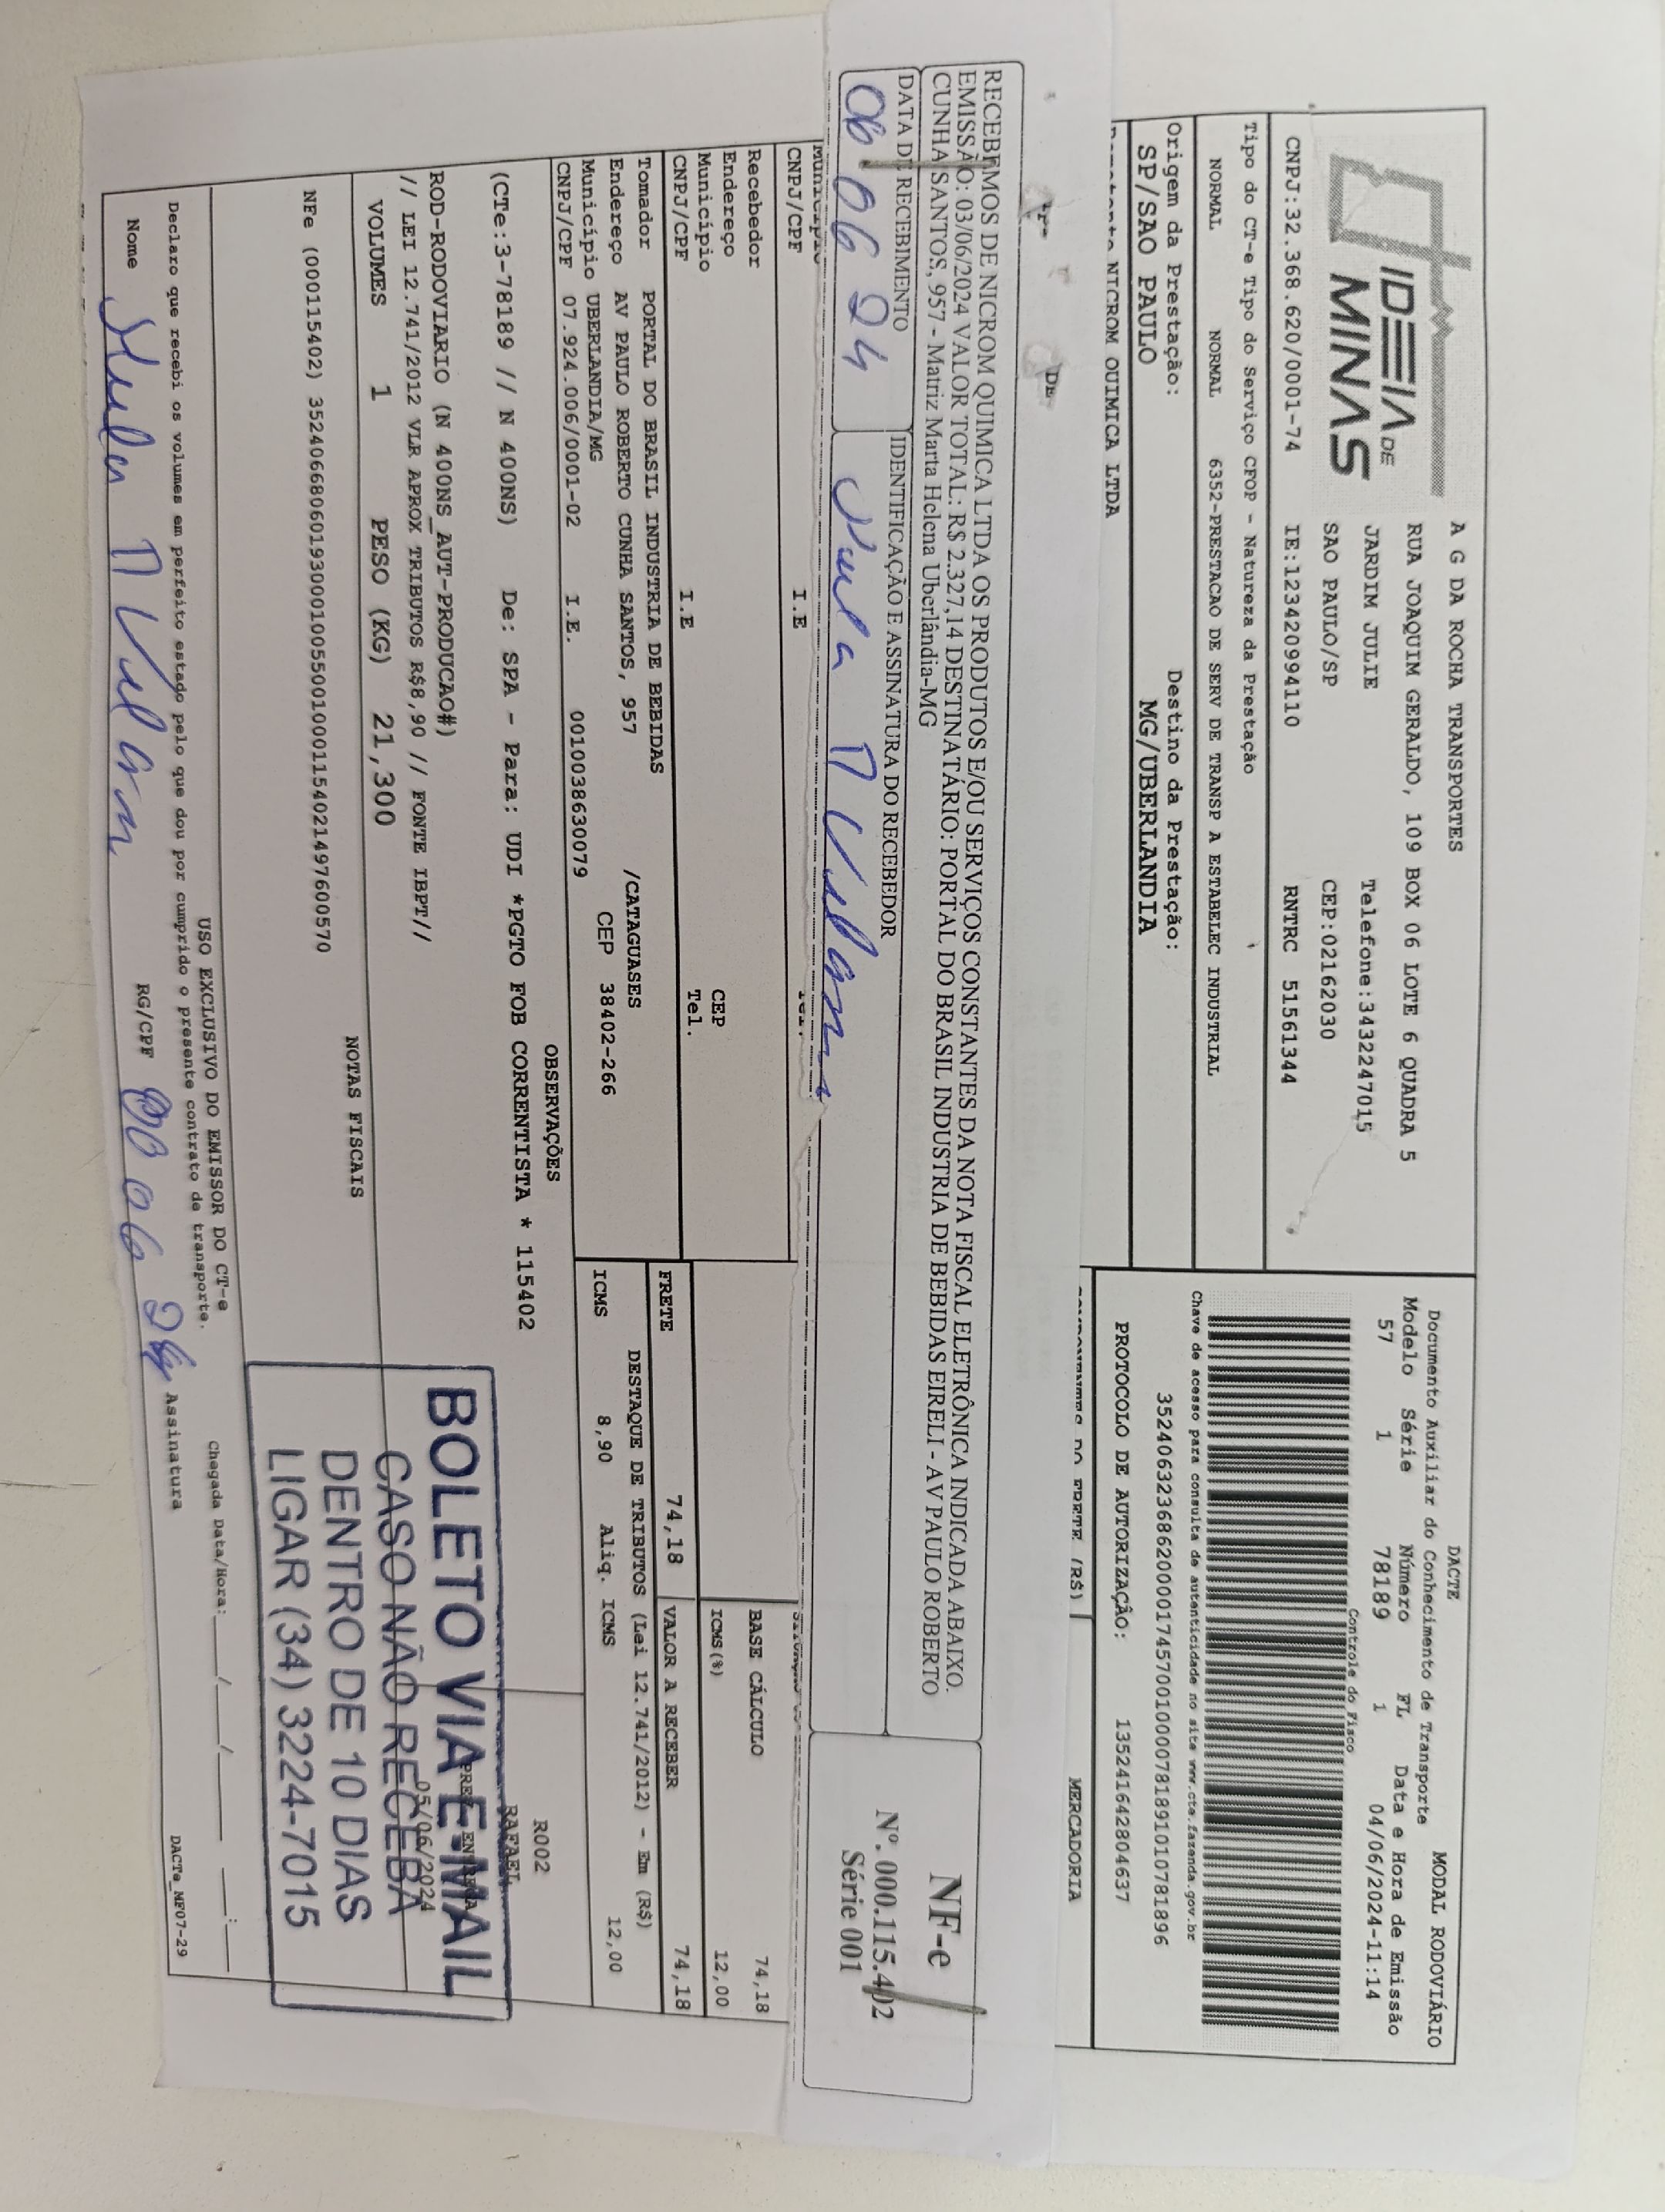 IDEIA DE
MINAS
A G DA ROCHA TRANSPORTES
RUA JOAQUIM GERALDO, 109 BOX 06 LOTE 6 QUADRA 5
JARDIM JULIE Telefone:3432247015
SAO PAULO/SP CEP:02162030
CNPJ:32.368.620/0001-74 IE:123420994110 RNTRC 51561344
Tipo do CT-e Tipo do Serviço CFOP - Natureza da Prestação
NORMAL NORMAL 6352-PRESTACAO DE SERV DE TRANSP A ESTABELEC INDUSTRIAL
Origem da Prestação: Destino da Prestação:
SP/SAO PAULO MG/UBERLANDIA
NICROM QUIMICA LTDA
DACTE MODAL RODOVIÁRIO
Documento Auxiliar do Conhecimento de Transporte
Modelo Série Número FL Data e Hora de Emissão
57 1 78189 1 04/06/2024-11:14
Controle do Fisco
Chave de acesso para consulta de autenticidade no site www.cte.fazenda.gov.br
35240632368620000174570010000781891010781896
PROTOCOLO DE AUTORIZAÇÃO: 135241642804637
DO FRETE (R$) MERCADORIA
DE
RECEBEMOS DE NICROM QUIMICA LTDA OS PRODUTOS E/OU SERVIÇOS CONSTANTES DA NOTA FISCAL ELETRÔNICA INDICADA ABAIXO.
EMISSÃO: 03/06/2024 VALOR TOTAL: R$ 2.327,14 DESTINATÁRIO: PORTAL DO BRASIL INDUSTRIA DE BEBIDAS EIRELI - AV PAULO ROBERTO
CUNHA SANTOS, 957 - Matriz Marta Helena Uberlândia-MG
DATA DE RECEBIMENTO IDENTIFICAÇÃO E ASSINATURA DO RECEBEDOR
06 06 24
NF-e
Nº. 000.115.402
Série 001
Município
CNPJ/CPF I.E
Recebedor
Endereço CEP
Município Tel.
CNPJ/CPF I.E
BASE CÁLCULO 74,18
ICMS(%) 12,00
FRETE 74,18 VALOR A RECEBER 74,18
Tomador PORTAL DO BRASIL INDUSTRIA DE BEBIDAS
Endereço AV PAULO ROBERTO CUNHA SANTOS, 957 /CATAGUASES
Município UBERLANDIA/MG CEP 38402-266
CNPJ/CPF 07.924.006/0001-02 I.E. 0010038630079
DESTAQUE DE TRIBUTOS (Lei 12.741/2012) - Em (R$)
ICMS 8,90 Aliq. ICMS 12,00
OBSERVAÇÕES
(CTe:3-78189 // N 400NS) De: SPA - Para: UDI *PGTO FOB CORRENTISTA * 115402
R002
RAFAEL
ROD-RODOVIARIO (N 400NS_AUT-PRODUCAO#)
// LEI 12.741/2012 VLR APROX TRIBUTOS R$8,90 // FONTE IBPT//
05/06/2024
VOLUMES 1 PESO (KG) 21,300
NOTAS FISCAIS
NFe (000115402) 35240668060193000100550010001154021497600570
BOLETO VIA E-MAIL
CASO NÃO RECEBA
DENTRO DE 10 DIAS
LIGAR (34) 3224-7015
USO EXCLUSIVO DO EMISSOR DO CT-e
Declaro que recebi os volumes em perfeito estado pelo que dou por cumprido o presente contrato de transporte.
Chegada Data/Hora:____/____/______ ___:___
Nome RG/CPF Assinatura
DACTe_MF07-29